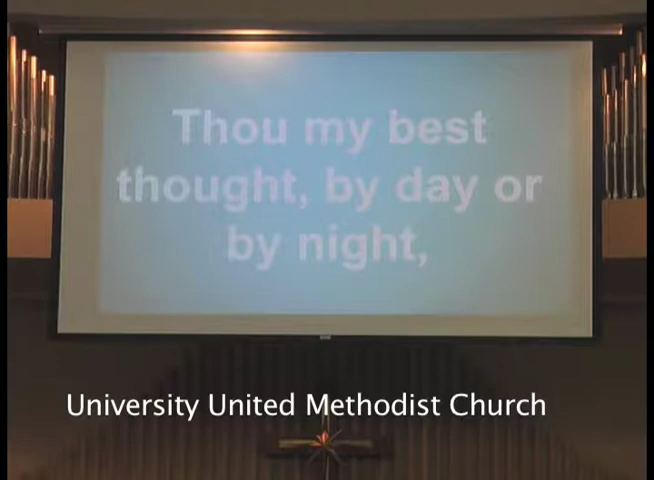 Thou my best
thought, by day or
by night,
University United Methodist Church